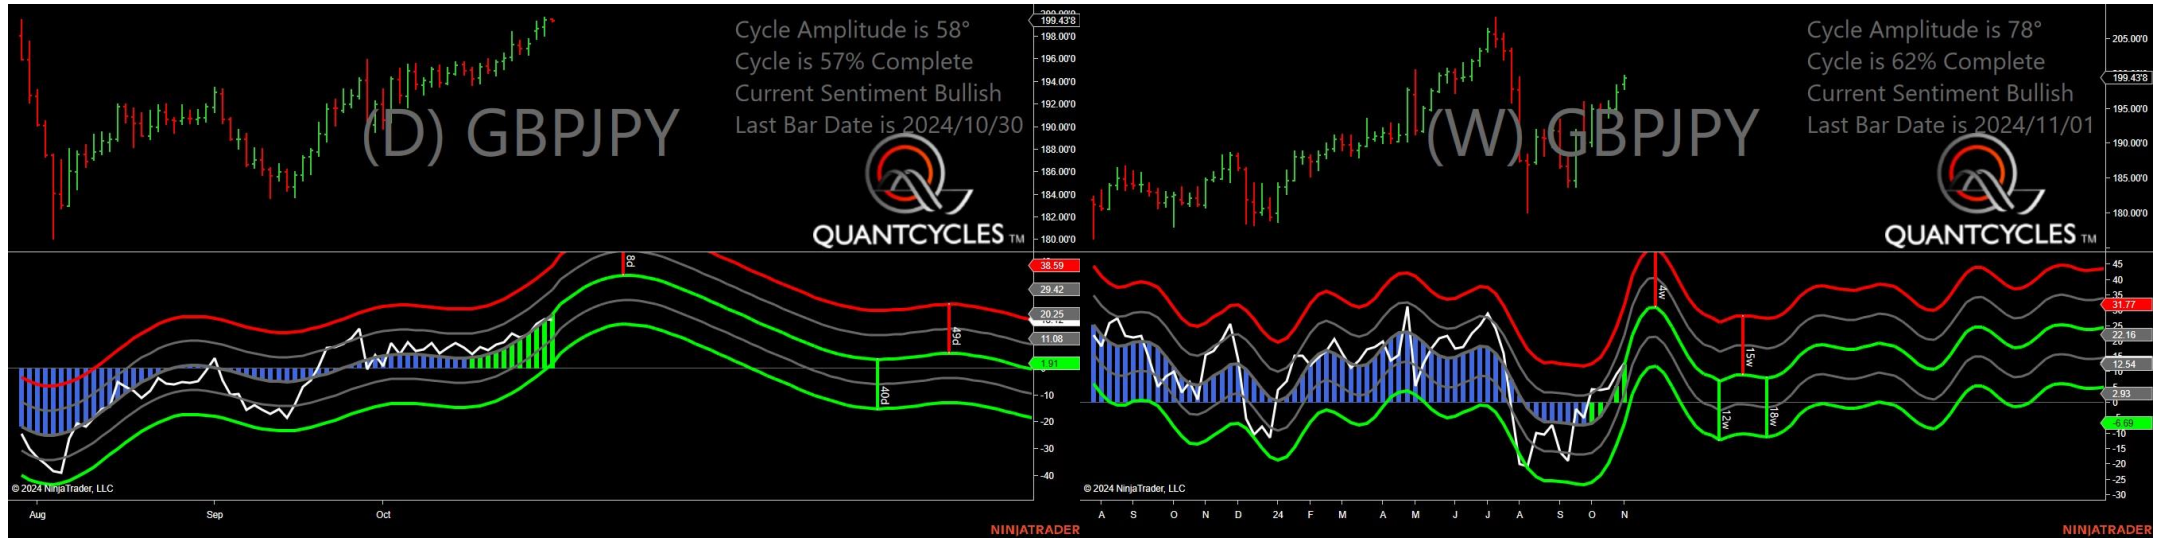 200.00'0
199.43'8
198.00'0
196.00'0
194.00'0
192.00'0
190.00'0
188.00'0
186.00'0
184.00'0
182.00'0
180.00'0
Cycle Amplitude is 58°
Cycle is 57% Complete
Current Sentiment Bullish
Last Bar Date is 2024/10/30
(D) GBPJPY
QUANTCYCLES TM
8d
49d
40d
38.59
29.42
20.25
11.08
1.91
-10
-20
-30
-40
© 2024 NinjaTrader, LLC
Aug Sep Oct
NINJATRADER
205.00'0
199.43'8
195.00'0
190.00'0
185.00'0
180.00'0
Cycle Amplitude is 78°
Cycle is 62% Complete
Current Sentiment Bullish
Last Bar Date is 2024/11/01
(W) GBPJPY
QUANTCYCLES TM
4w
15w
12w
18w
45
40
35
31.77
25
22.16
12.54
10
5
2.93
0
-6.69
-10
-15
-20
-25
-30
© 2024 NinjaTrader, LLC
A S O N D 24 F M A M J J A S O N
NINJATRADER